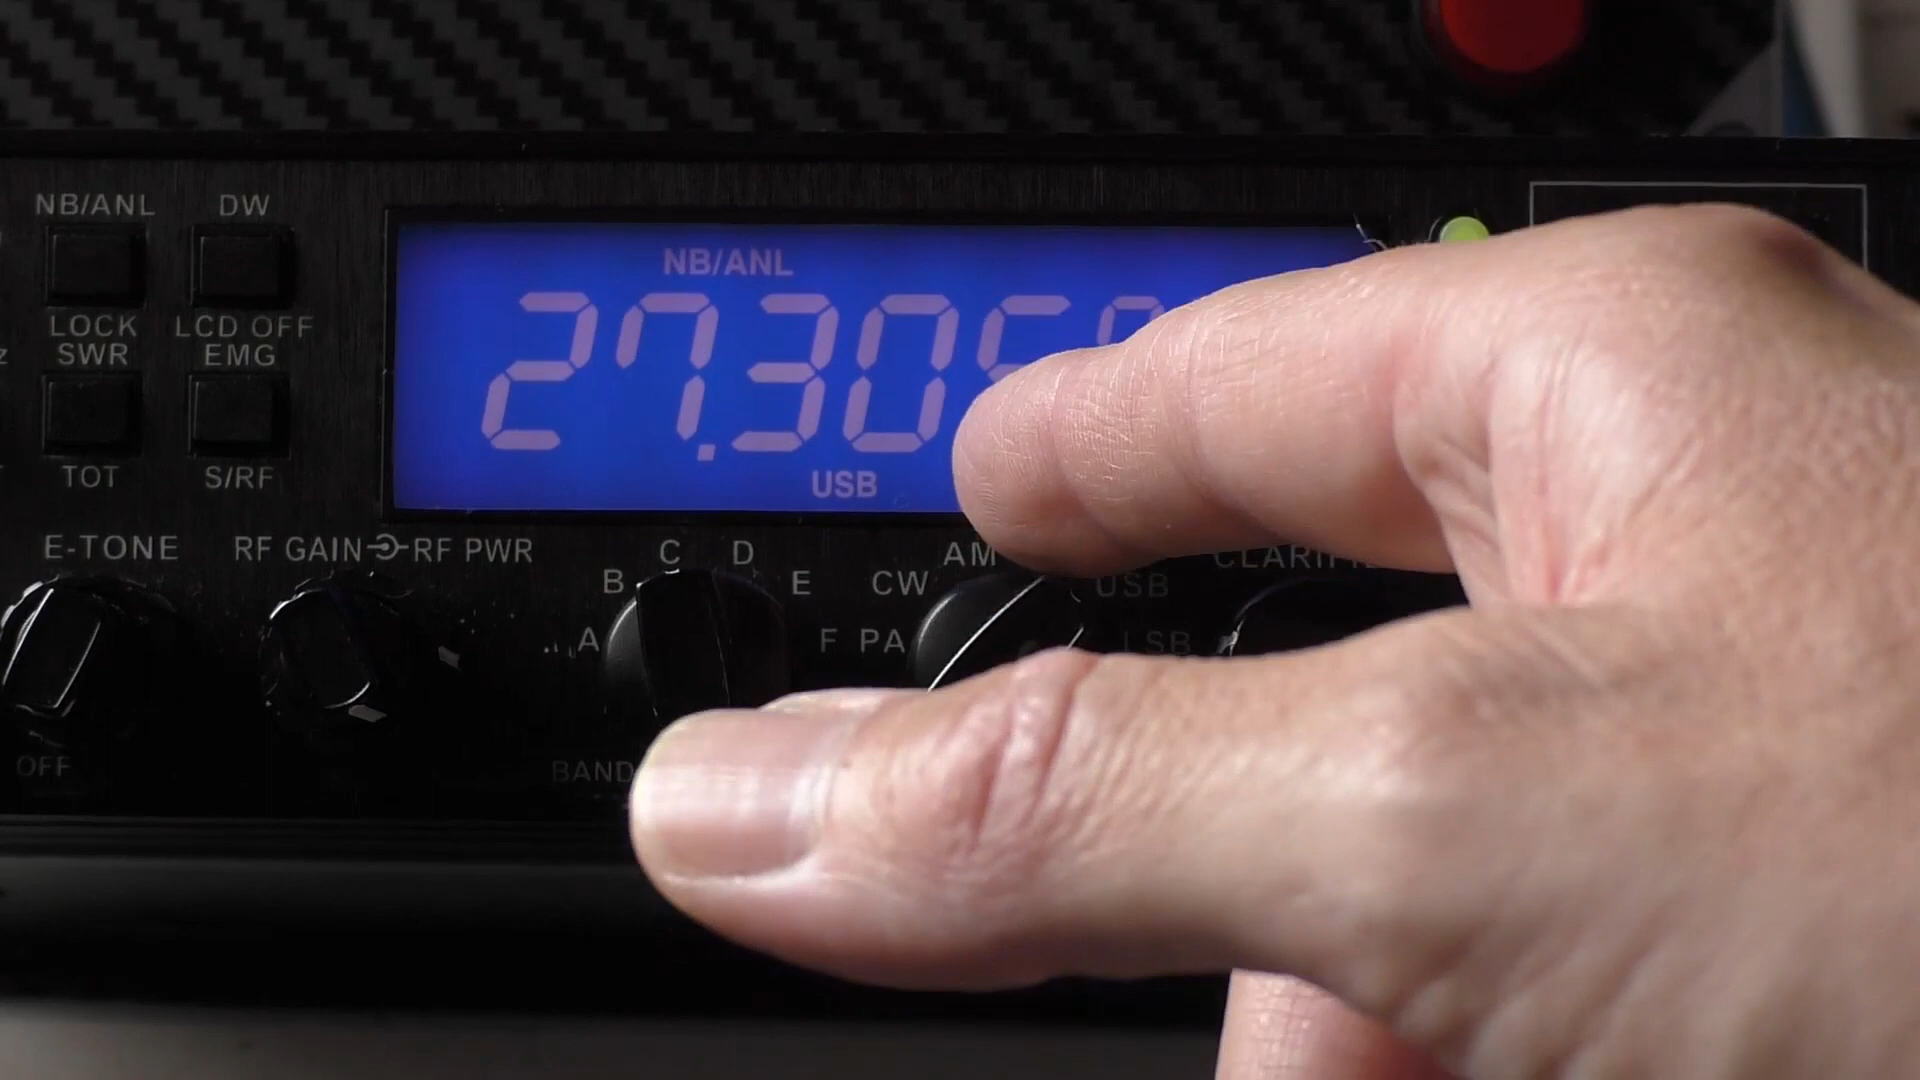 NB/ANL DW
NB/ANL
27.305
LOCK LCD OFF
SWR EMG
TOT S/RF
USB
E-TONE RF GAIN RF PWR
C D AM
B E CW USB
A F PA LSB
OFF BAND